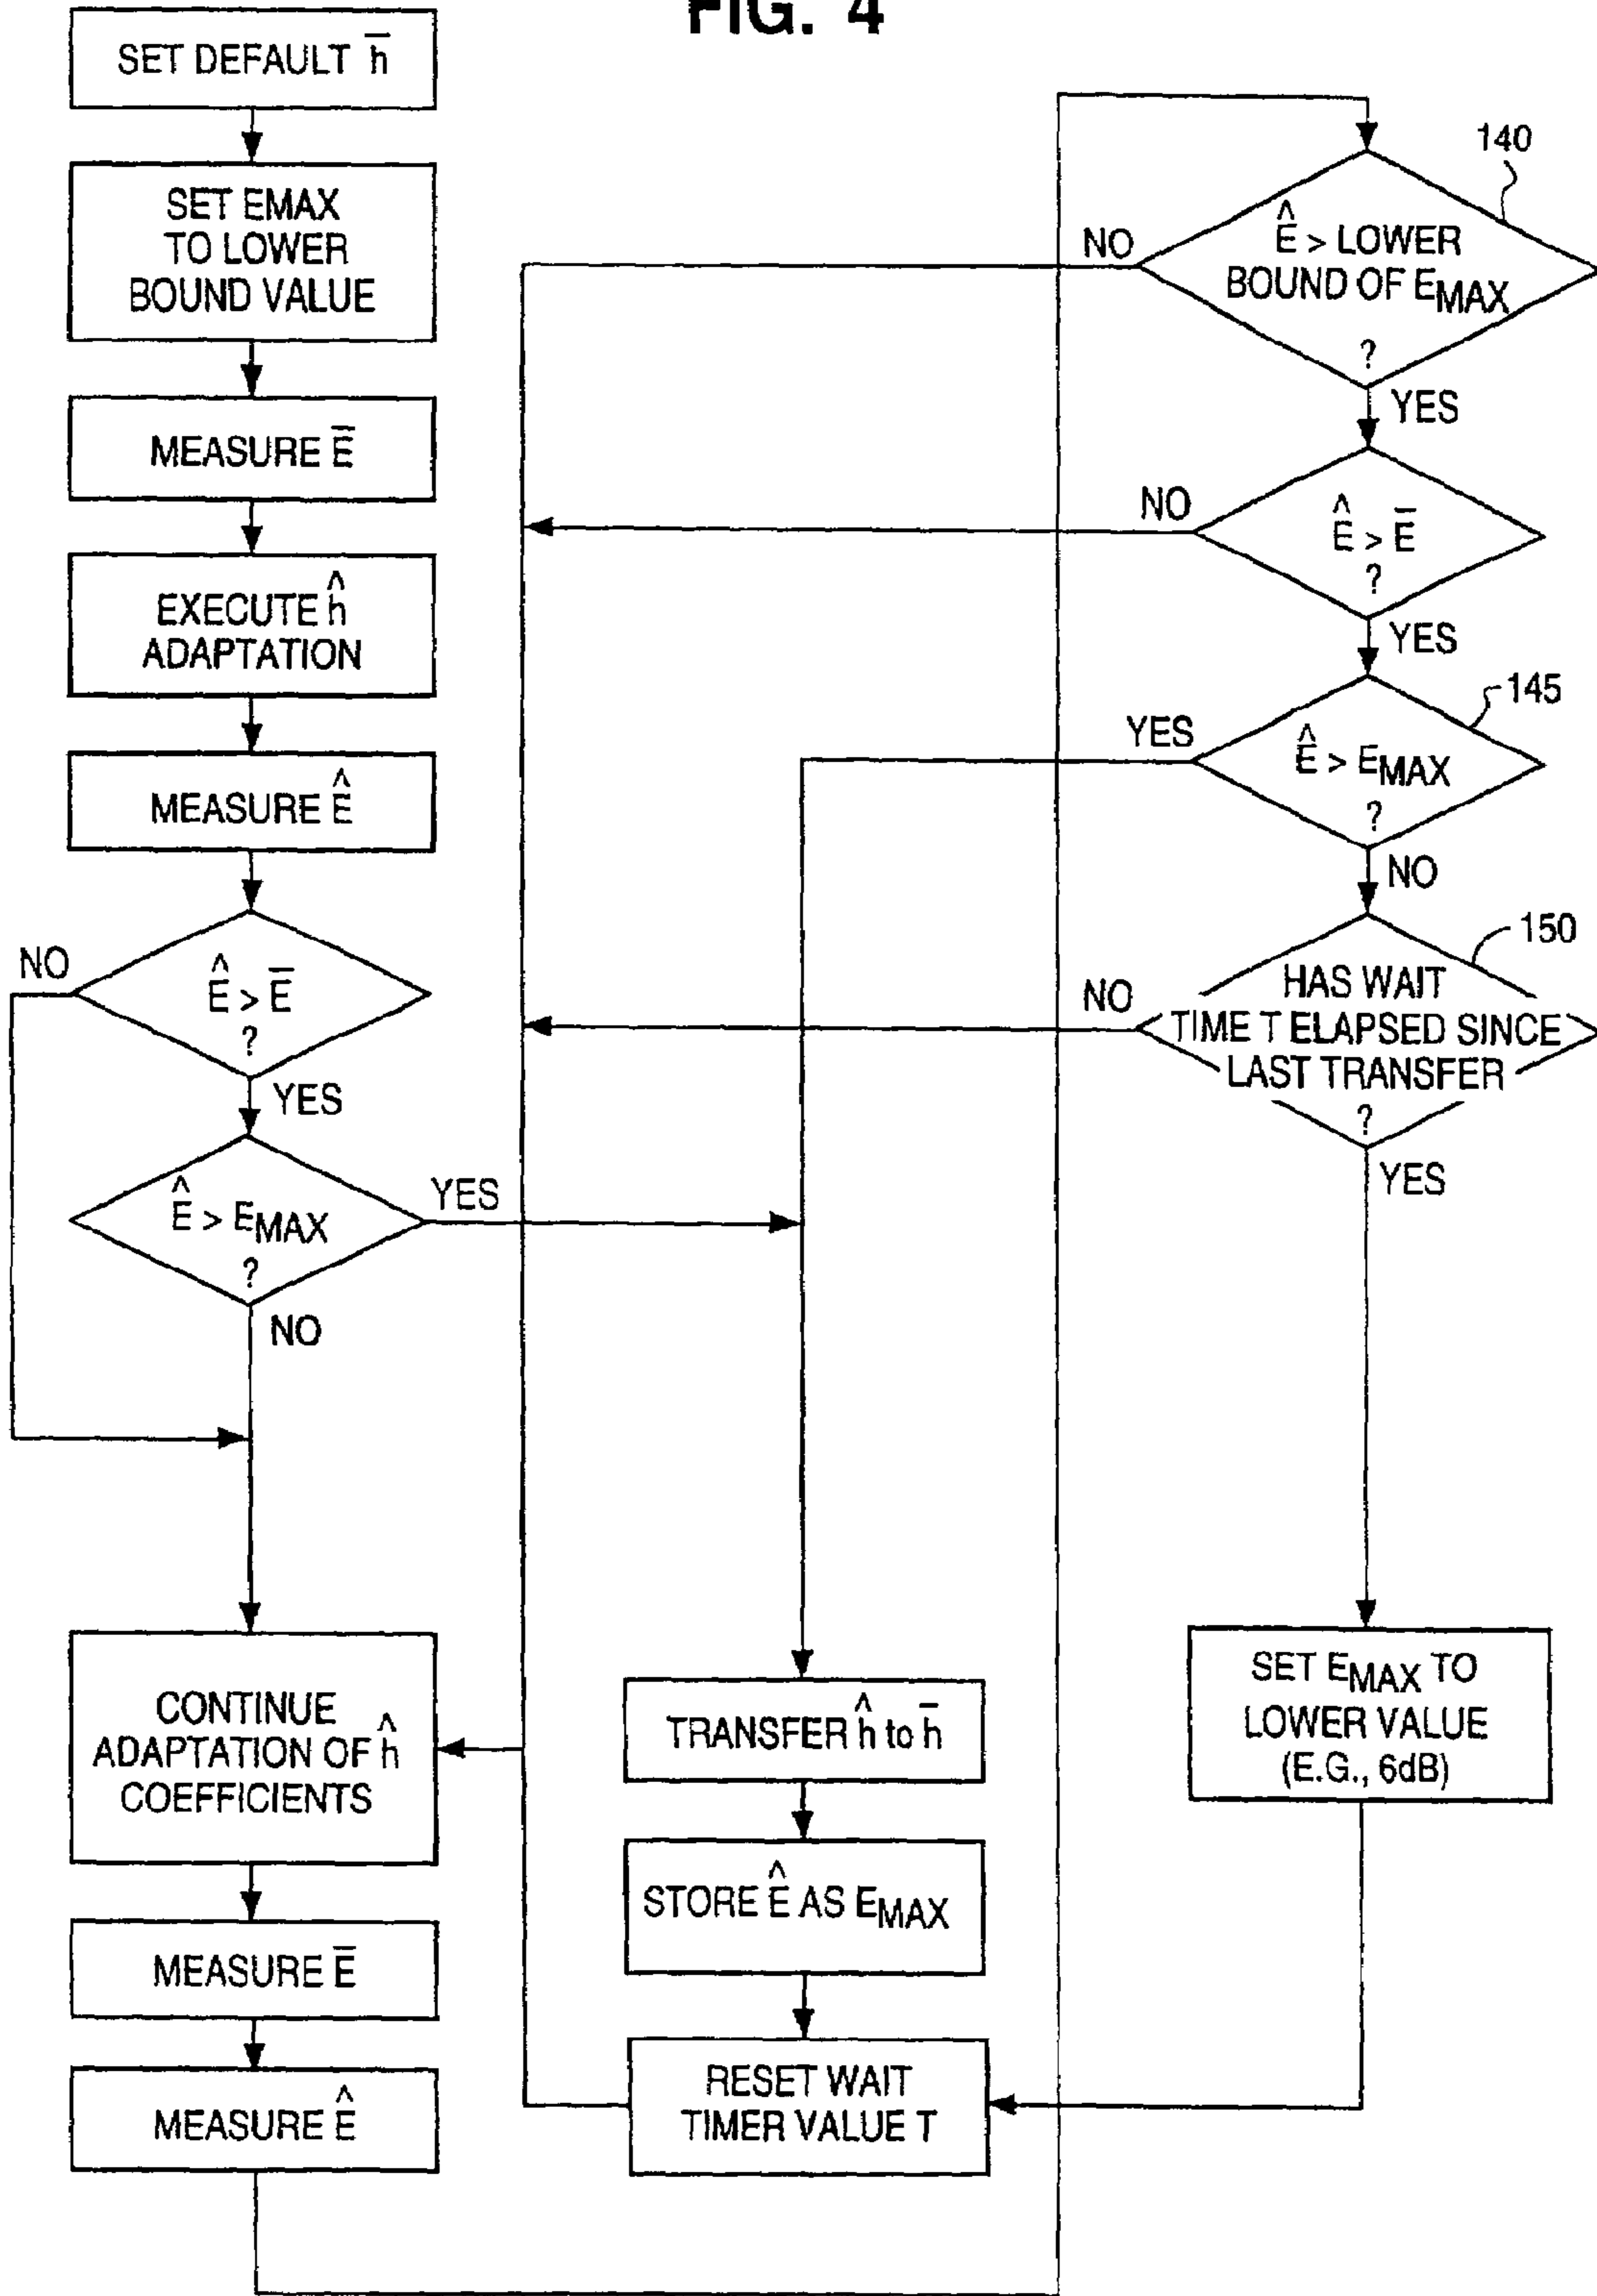 FIG. 4
SET DEFAULT h̅
SET EMAX
TO LOWER
BOUND VALUE
MEASURE E̅
EXECUTE ĥ
ADAPTATION
MEASURE Ê
Ê > E̅
?
NO
YES
Ê > EMAX
?
YES
NO
CONTINUE
ADAPTATION OF ĥ
COEFFICIENTS
MEASURE E̅
MEASURE Ê
TRANSFER ĥ to h̅
STORE Ê AS EMAX
RESET WAIT
TIMER VALUE T
140
Ê > LOWER
BOUND OF EMAX
?
NO
YES
Ê > E̅
?
NO
YES
145
Ê > EMAX
?
YES
NO
150
HAS WAIT
TIME T ELAPSED SINCE
LAST TRANSFER
?
NO
YES
SET EMAX TO
LOWER VALUE
(E.G., 6dB)